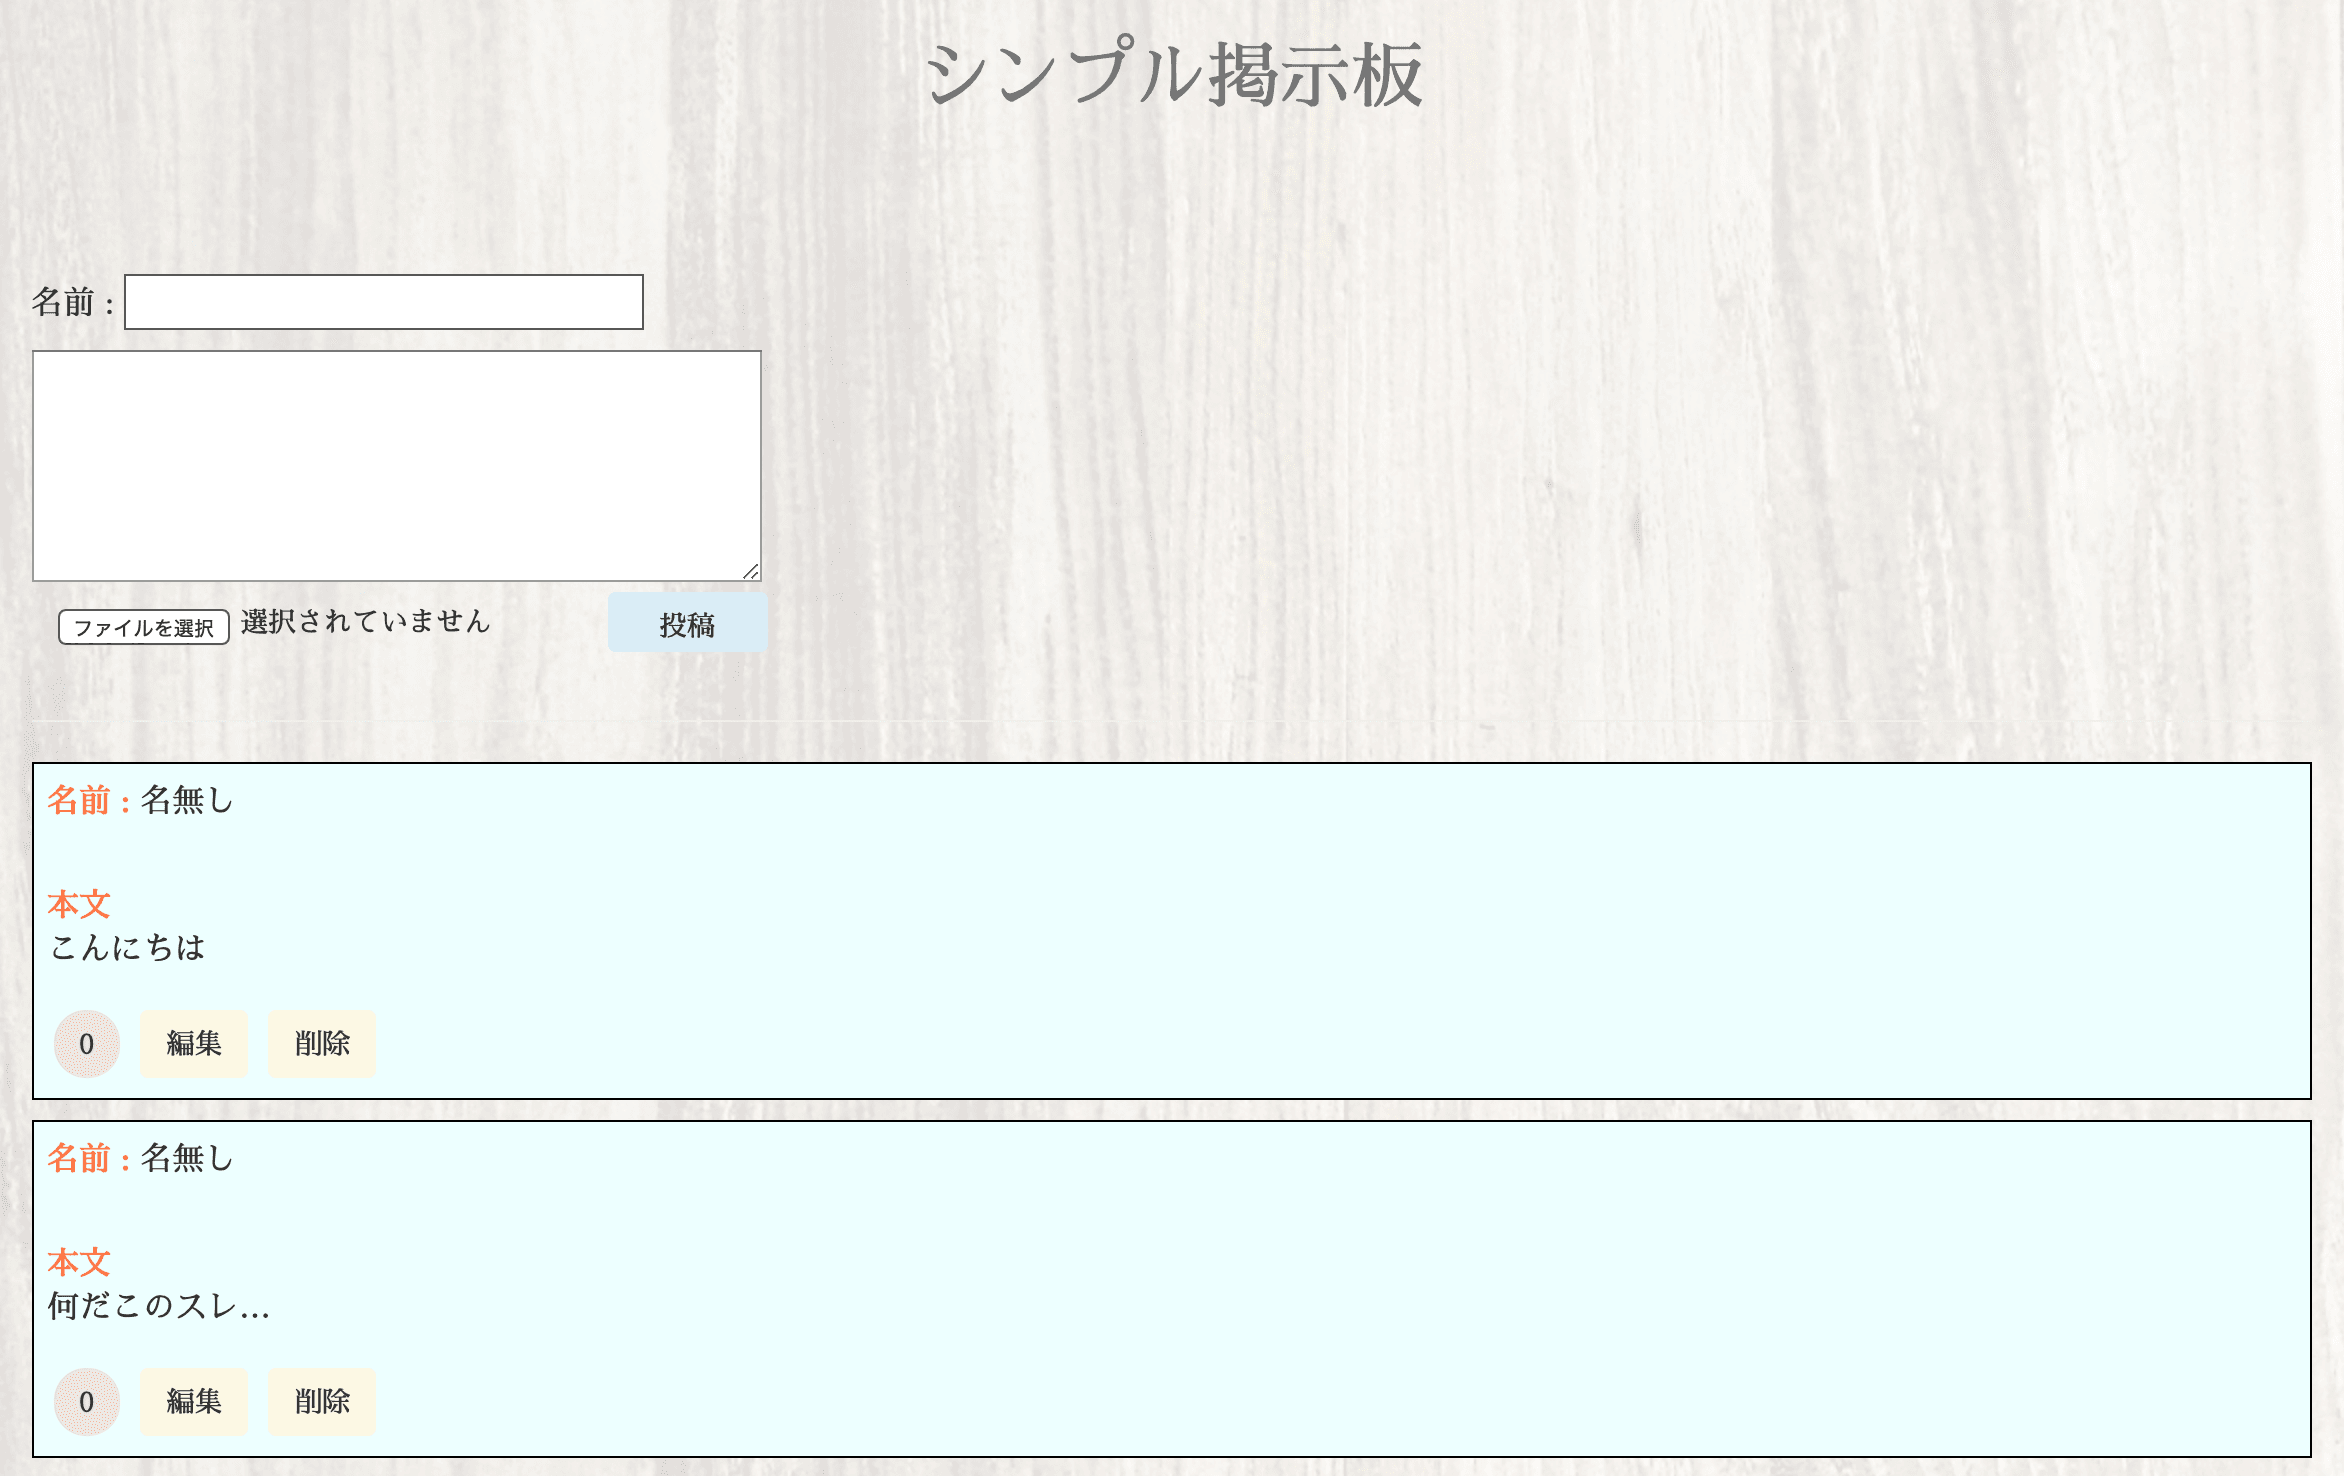 シンプル掲示板
名前 :
ファイルを選択 選択されていません 投稿
名前 : 名無し
本文
こんにちは
0 編集 削除
名前 : 名無し
本文
何だこのスレ...
0 編集 削除